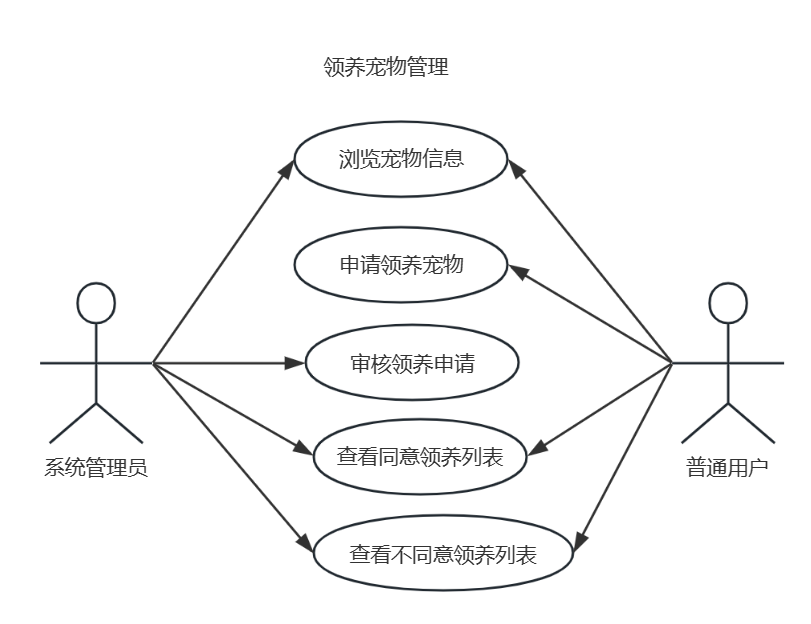 领养宠物管理
浏览宠物信息
申请领养宠物
审核领养申请
查看同意领养列表
系统管理员
普通用户
查看不同意领养列表